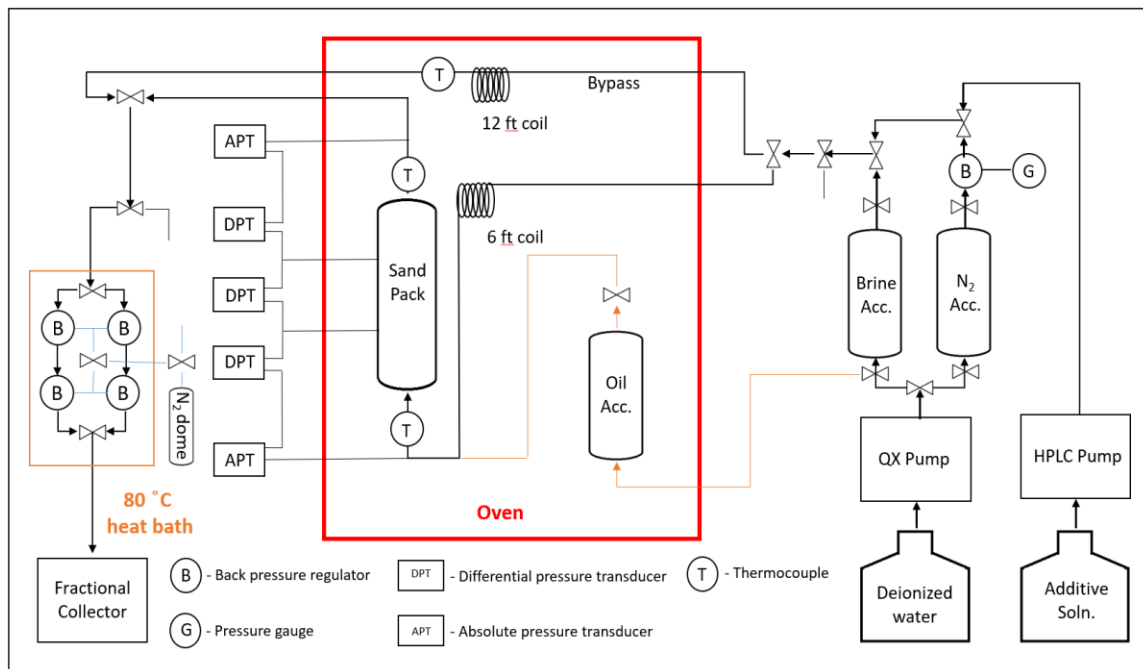 T
Bypass
12 ft coil
APT
T
B
G
DPT
6 ft coil
Sand
Pack
Brine
Acc.
N2
Acc.
DPT
B
B
DPT
Oil
Acc.
B
B
N2 dome
T
APT
QX Pump
HPLC Pump
80 ˚C
heat bath
Oven
Fractional
Collector
B - Back pressure regulator
DPT - Differential pressure transducer
T - Thermocouple
G - Pressure gauge
APT - Absolute pressure transducer
Deionized
water
Additive
Soln.